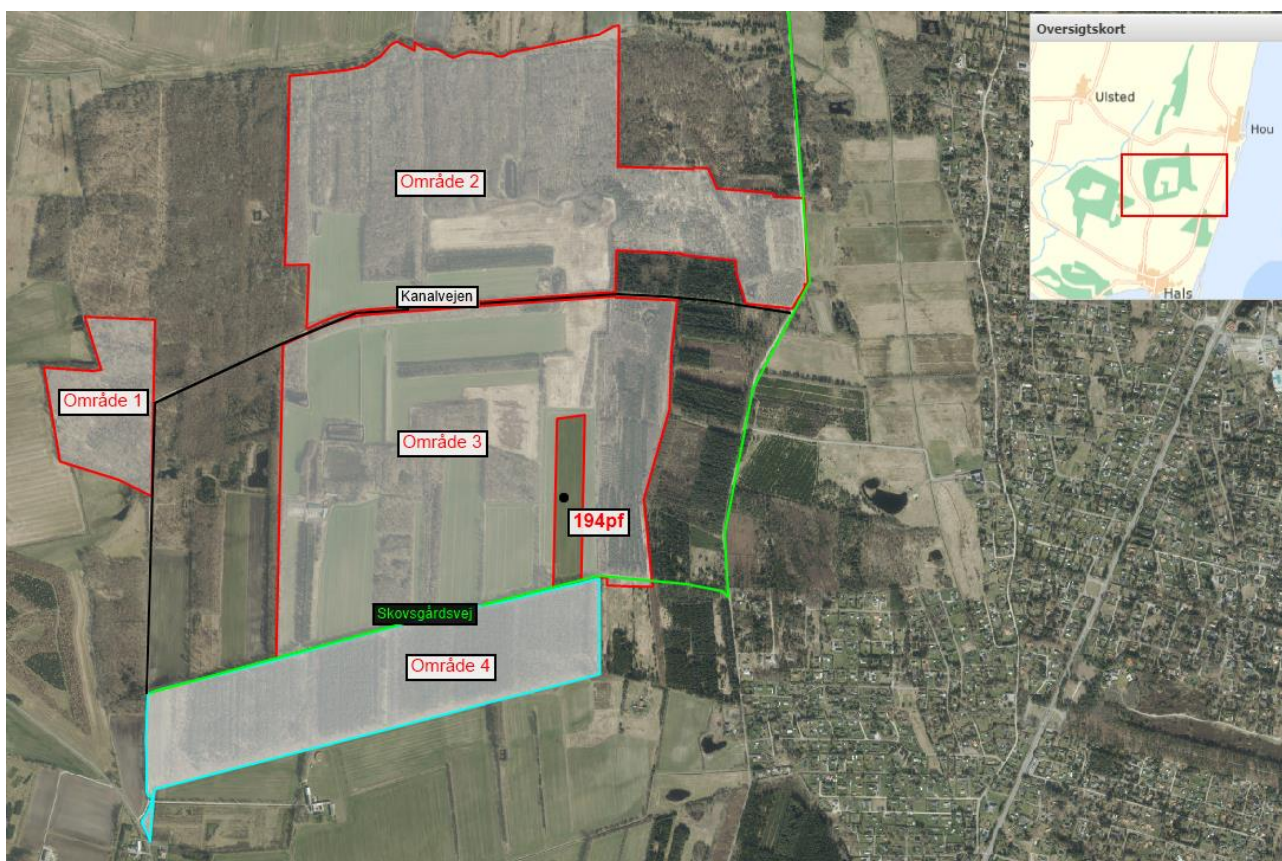 Oversigtskort
Ulsted
Hou
Hals
Område 2
Kanalvejen
Område 1
Område 3
194pf
Skovsgårdsvej
Område 4